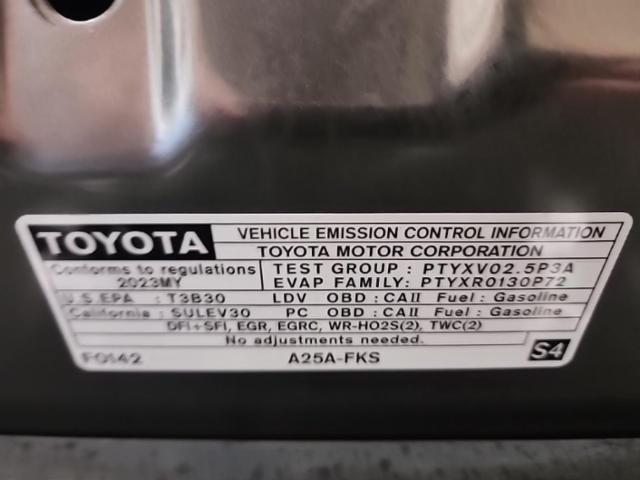 TOYOTA
VEHICLE EMISSION CONTROL INFORMATION
TOYOTA MOTOR CORPORATION
Conforms to regulations
2023MY
TEST GROUP : PTYXV02.5P3A
EVAP FAMILY: PTYXR0130P72
U.S.EPA : T3B30 LDV OBD : CAII Fuel : Gasoline
California : SULEV30 PC OBD : CAII Fuel : Gasoline
DFI+SFI, EGR, EGRC, WR-HO2S(2), TWC(2)
No adjustments needed.
F0142 A25A-FKS S4